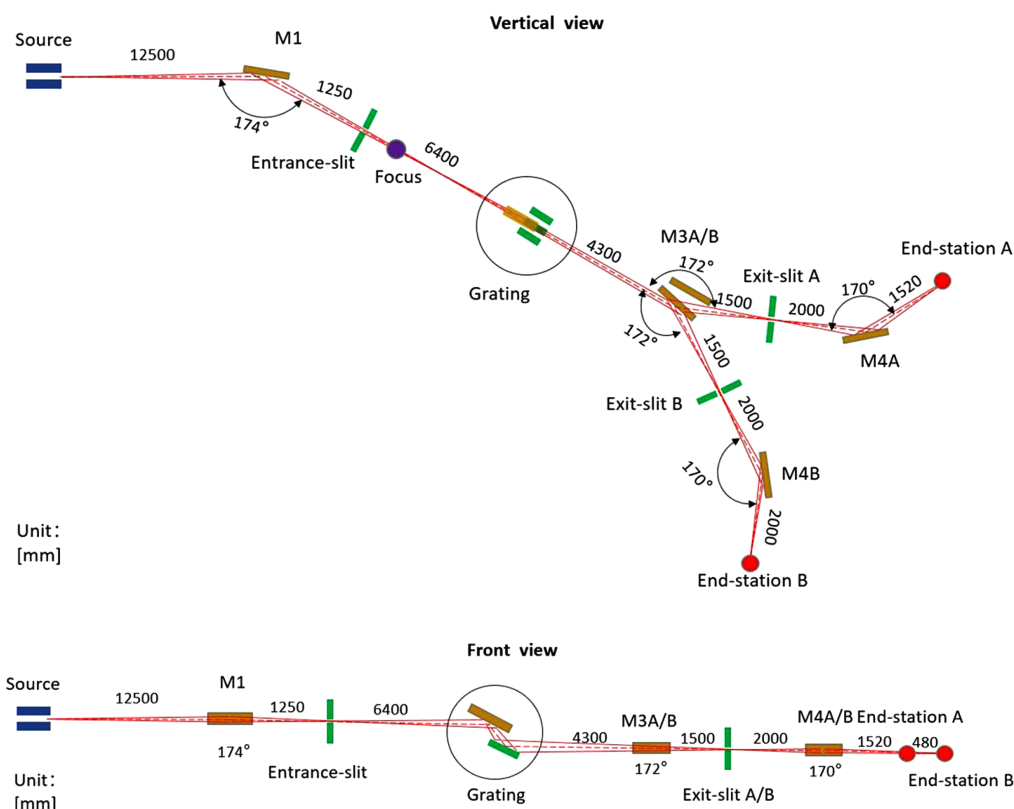 Vertical view
Source
12500
M1
174°
1250
Entrance-slit
Focus
6400
Grating
4300
M3A/B
172°
172°
1500
Exit-slit A
2000
170°
1520
End-station A
M4A
1500
Exit-slit B
2000
170°
M4B
2000
End-station B
Unit:
[mm]
Front view
Source
12500
M1
174°
1250
Entrance-slit
6400
Grating
4300
M3A/B
172°
1500
Exit-slit A/B
2000
M4A/B
170°
End-station A
1520
480
End-station B
Unit:
[mm]